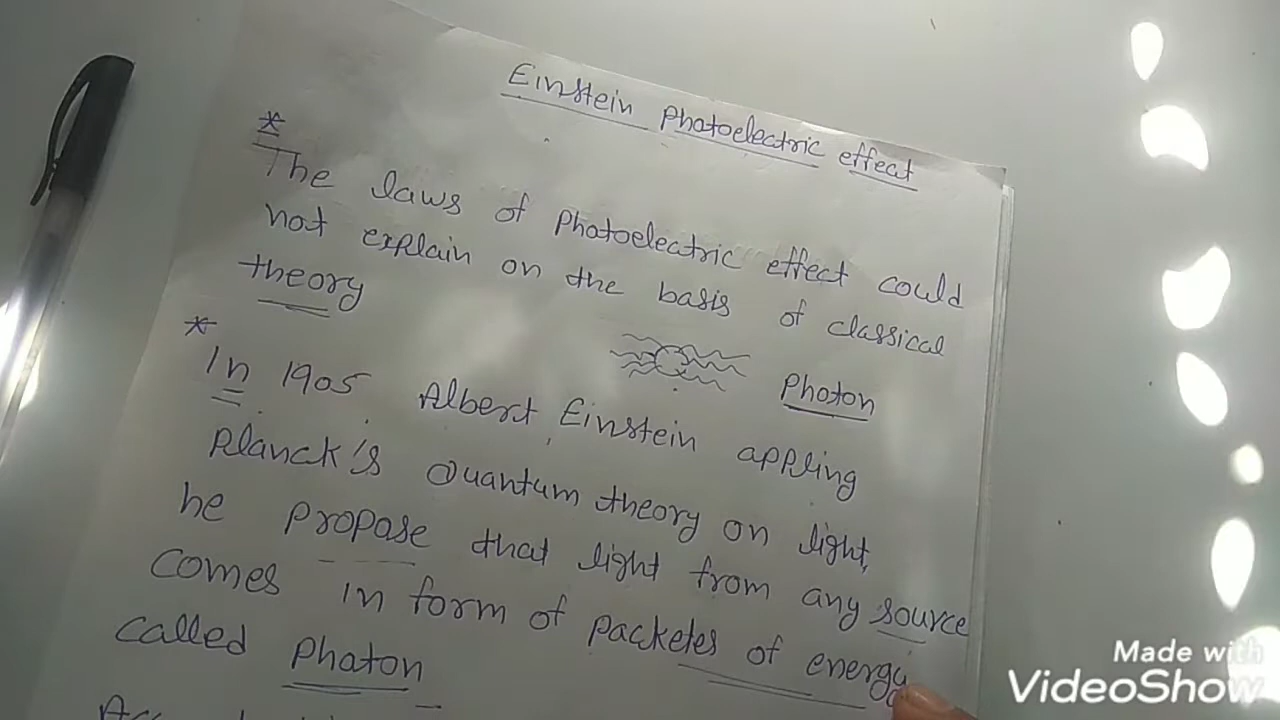 Einstein Photoelectric effect
*
The laws of Photoelectric effect could
not explain on the basis of classical
theory
Photon
*
In 1905, Albert Einstein appling
Planck's Quantum theory on light,
he propose that light from any source
comes in form of packetes of energy
called Photon
Made with
VideoShow